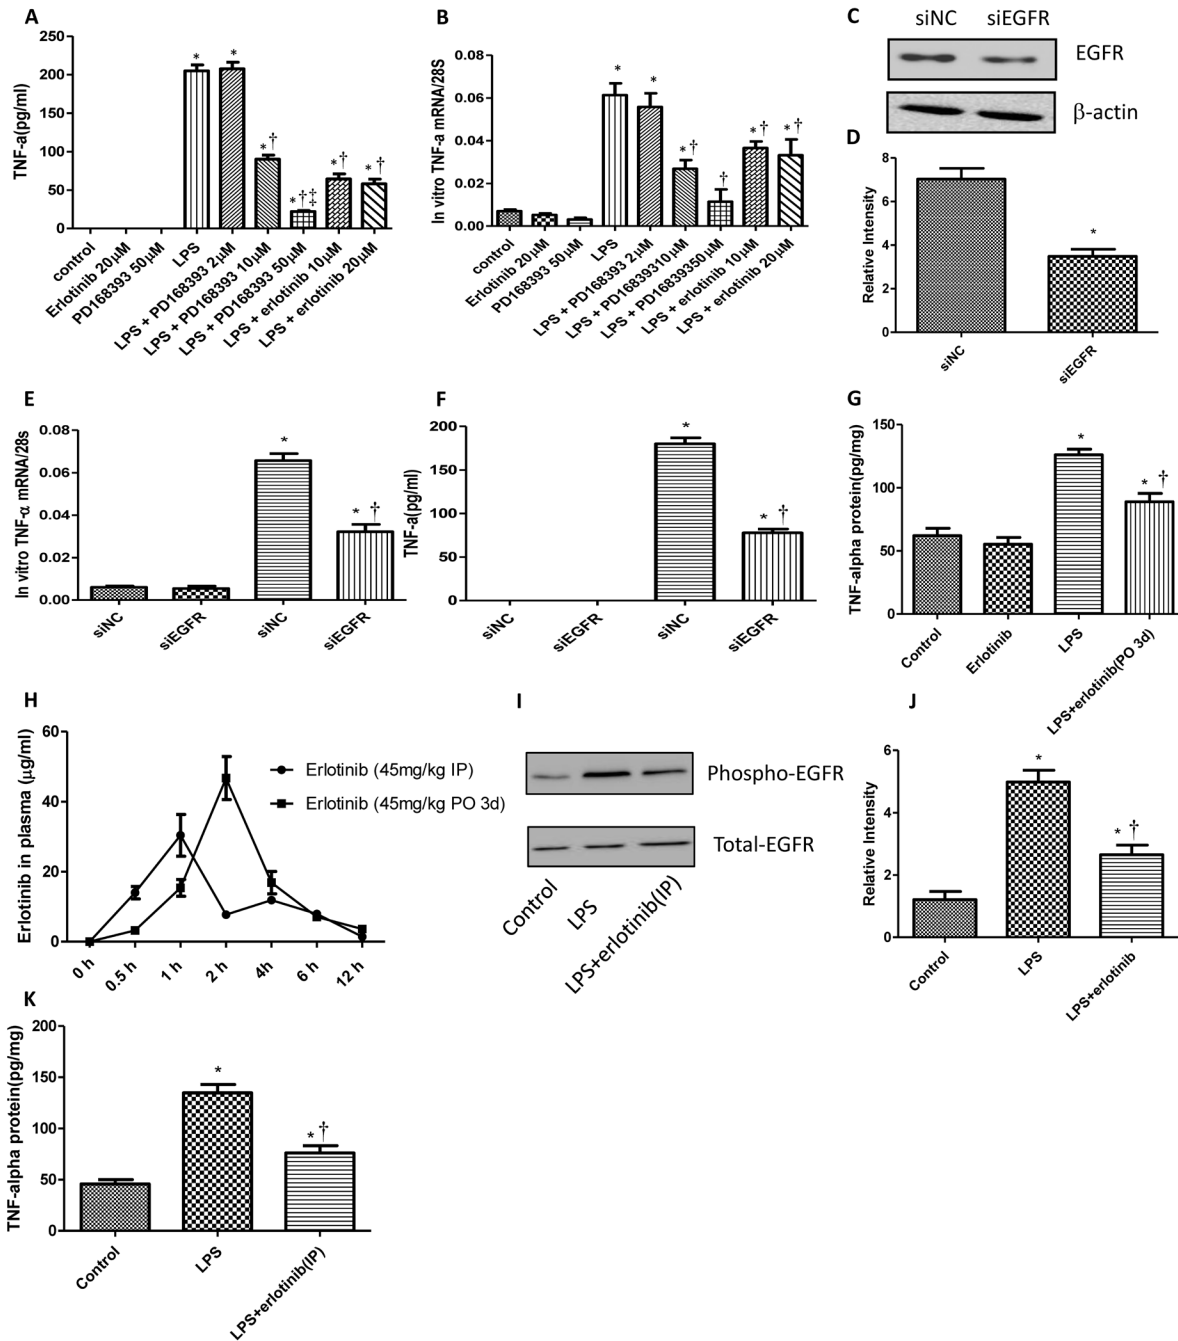 A
TNF-a(pg/ml)
250
200
150
100
50
0
* * *† *†‡ *† *†
control
Erlotinib 20µM
PD168393 50µM
LPS
LPS + PD168393 2µM
LPS + PD168393 10µM
LPS + PD168393 50µM
LPS + erlotinib 10µM
LPS + erlotinib 20µM
B
In vitro TNF-a mRNA/28S
0.08
0.06
0.04
0.02
0.00
* * *† † *† *†
control
Erlotinib 20µM
PD168393 50µM
LPS
LPS + PD168393 2µM
LPS + PD16839310µM
LPS + PD16839350µM
LPS + erlotinib 10µM
LPS + erlotinib 20µM
C
siNC siEGFR
EGFR
β-actin
D
Relative Intensity
8
6
4
2
0
*
siNC
siEGFR
E
In vitro TNF-α mRNA/28s
0.08
0.06
0.04
0.02
0.00
* * †
siNC
siEGFR
siNC
siEGFR
F
TNF-a(pg/ml)
200
150
100
50
0
* * †
siNC
siEGFR
siNC
siEGFR
G
TNF-alpha protein(pg/mg)
150
100
50
0
* * †
Control
Erlotinib
LPS
LPS+erlotinib(PO 3d)
H
Erlotinib in plasma (µg/ml)
60
40
20
0
Erlotinib (45mg/kg IP)
Erlotinib (45mg/kg PO 3d)
0 h
0.5 h
1 h
2 h
4h
6 h
12 h
I
Phospho-EGFR
Total-EGFR
Control
LPS
LPS+erlotinib(IP)
J
Relative Intensity
6
4
2
0
* * †
Control
LPS
LPS+erlotinib
K
TNF-alpha protein(pg/mg)
200
150
100
50
0
* *†
Control
LPS
LPS+erlotinib(IP)